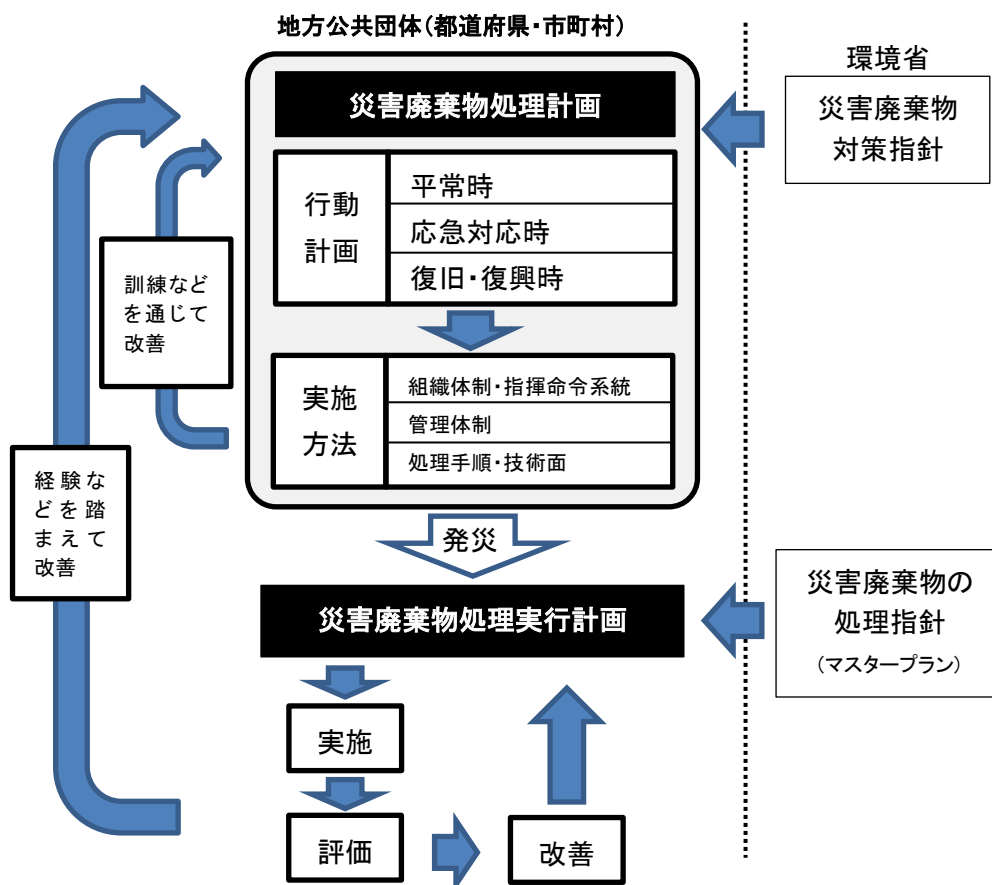 地方公共団体(都道府県・市町村)
災害廃棄物処理計画
行動
計画
平常時
応急対応時
復旧・復興時
実施
方法
組織体制・指揮命令系統
管理体制
処理手順・技術面
環境省
災害廃棄物
対策指針
訓練など
を通じて
改善
経験な
どを踏
まえて
改善
発災
災害廃棄物処理実行計画
災害廃棄物の
処理指針
(マスタープラン)
実施
評価
改善